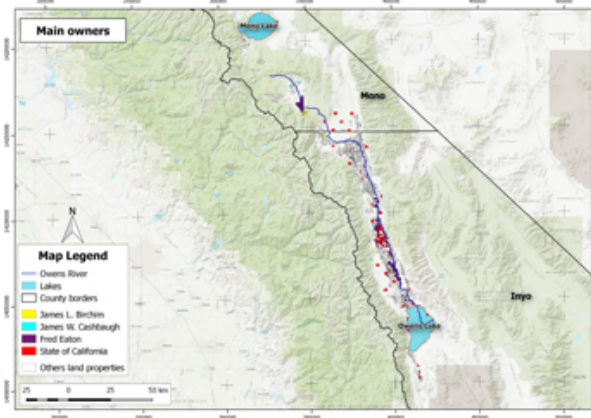 Main owners
Mono Lake
Mono
N
Map Legend
Owens River
Lakes
County borders
James L. Birchim
James W. Cashbaugh
Fred Eaton
State of California
Others land properties
Inyo
Owens Lake
25 0 25 50 km